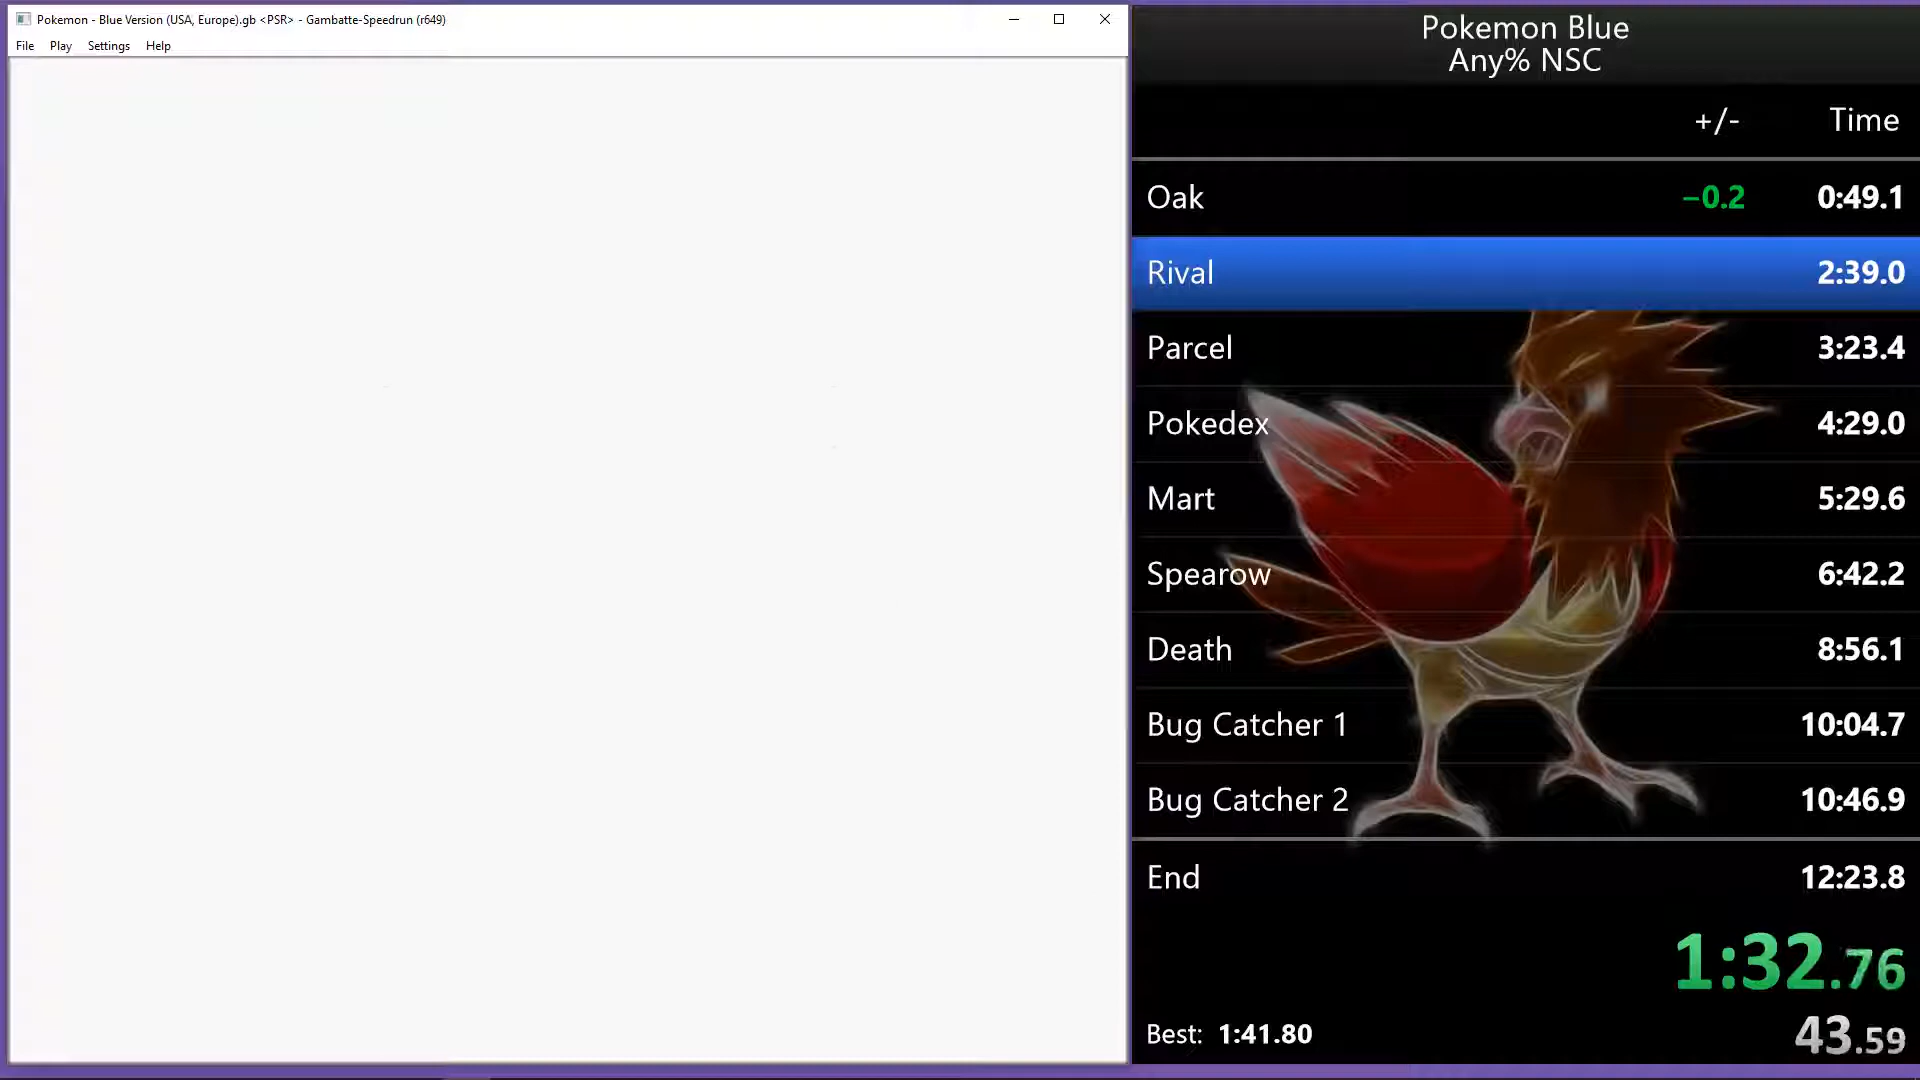 Pokemon - Blue Version (USA, Europe).gb <PSR> - Gambatte-Speedrun (r649)
File Play Settings Help
Pokemon Blue
Any% NSC
+/- Time
Oak −0.2 0:49.1
Rival 2:39.0
Parcel 3:23.4
Pokedex 4:29.0
Mart 5:29.6
Spearow 6:42.2
Death 8:56.1
Bug Catcher 1 10:04.7
Bug Catcher 2 10:46.9
End 12:23.8
1:32.76
Best: 1:41.80 43.59